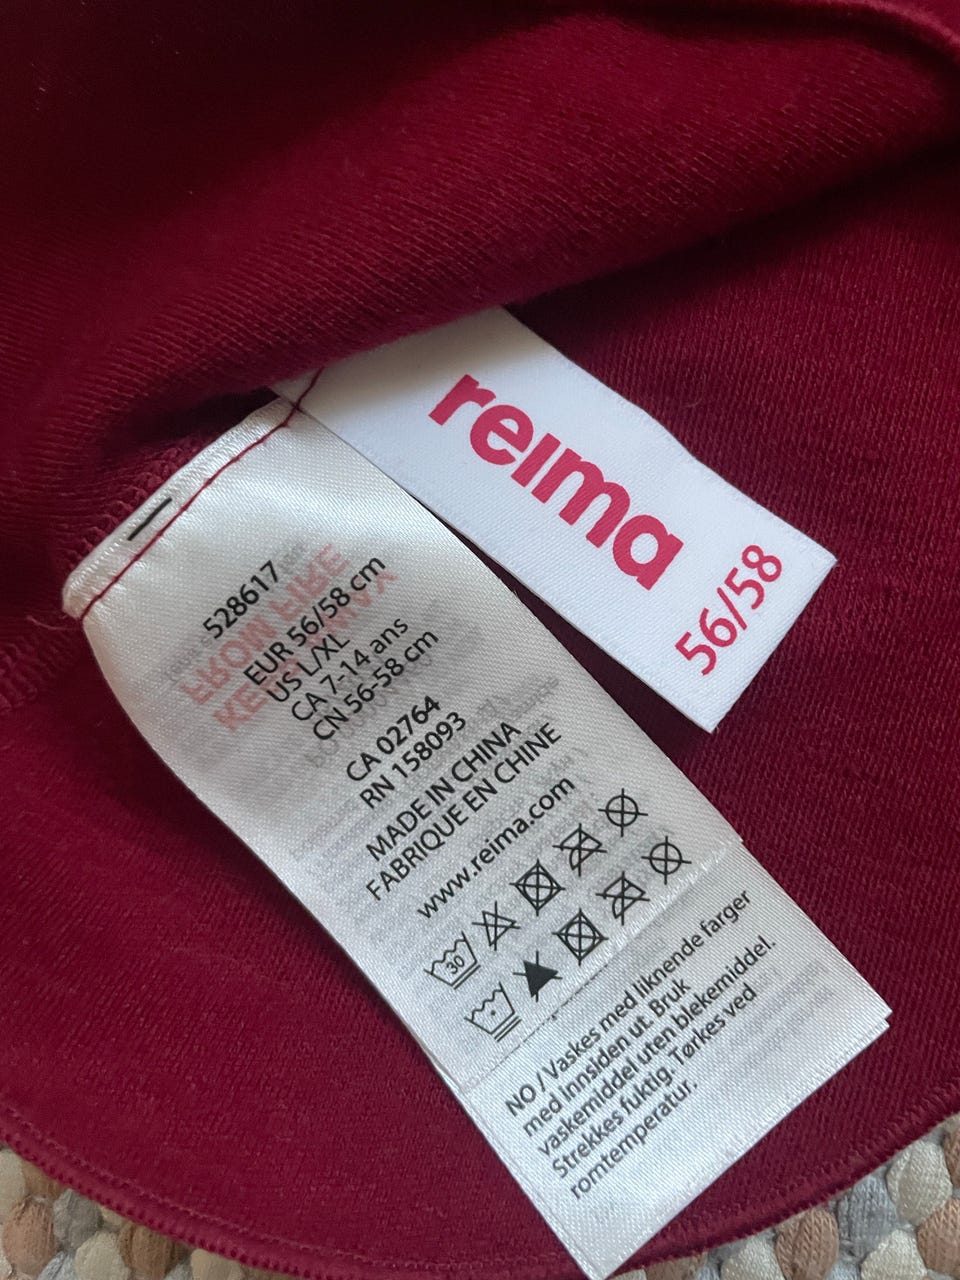 reima
56/58
528617
EUR 56/58 cm
US L/XL
CA 7-14 ans
CN 56-58 cm
CA 02764
RN 158093
MADE IN CHINA
FABRIQUE EN CHINE
www.reima.com
30
NO / Vaskes med liknende farger
med innsiden ut. Bruk
vaskemiddel uten blekemiddel.
Strekkes fuktig. Tørkes ved
romtemperatur.